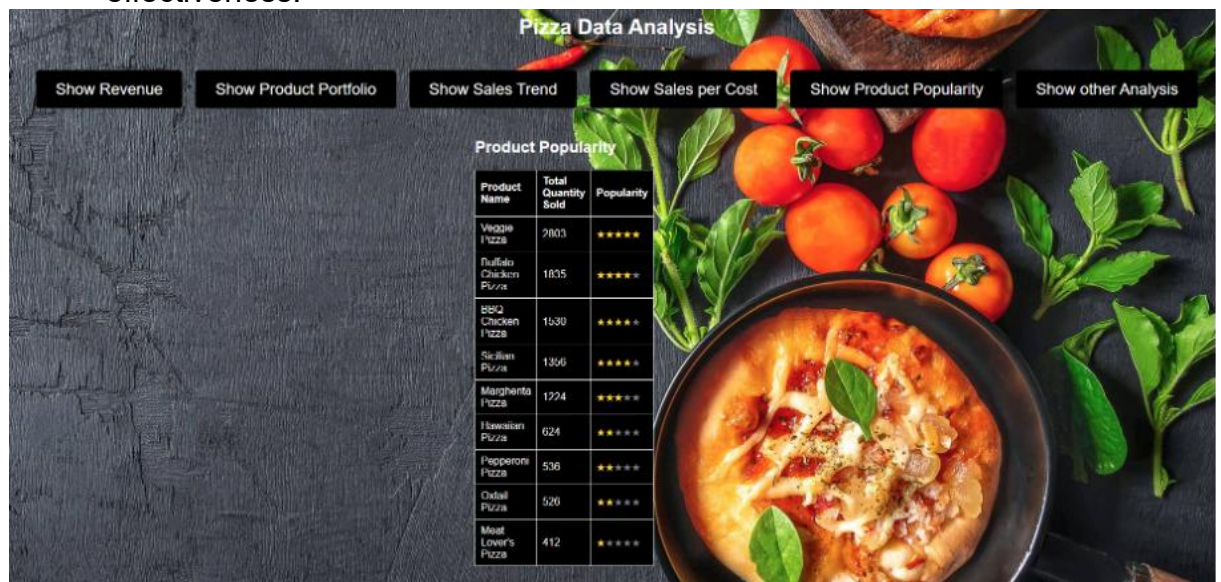 effectiveness.
Pizza Data Analysis
Show Revenue Show Product Portfolio Show Sales Trend Show Sales per Cost Show Product Popularity Show other Analysis
Product Popularity
Product Name Total Quantity Sold Popularity
Veggie Pizza 2803 ★★★★★
Buffalo Chicken Pizza 1835 ★★★★★
BBQ Chicken Pizza 1530 ★★★★★
Sicilian Pizza 1356 ★★★★★
Margherita Pizza 1224 ★★★★★
Hawaiian Pizza 624 ★★★★★
Pepperoni Pizza 536 ★★★★★
Oxtail Pizza 526 ★★★★★
Meat Lover's Pizza 412 ★★★★★